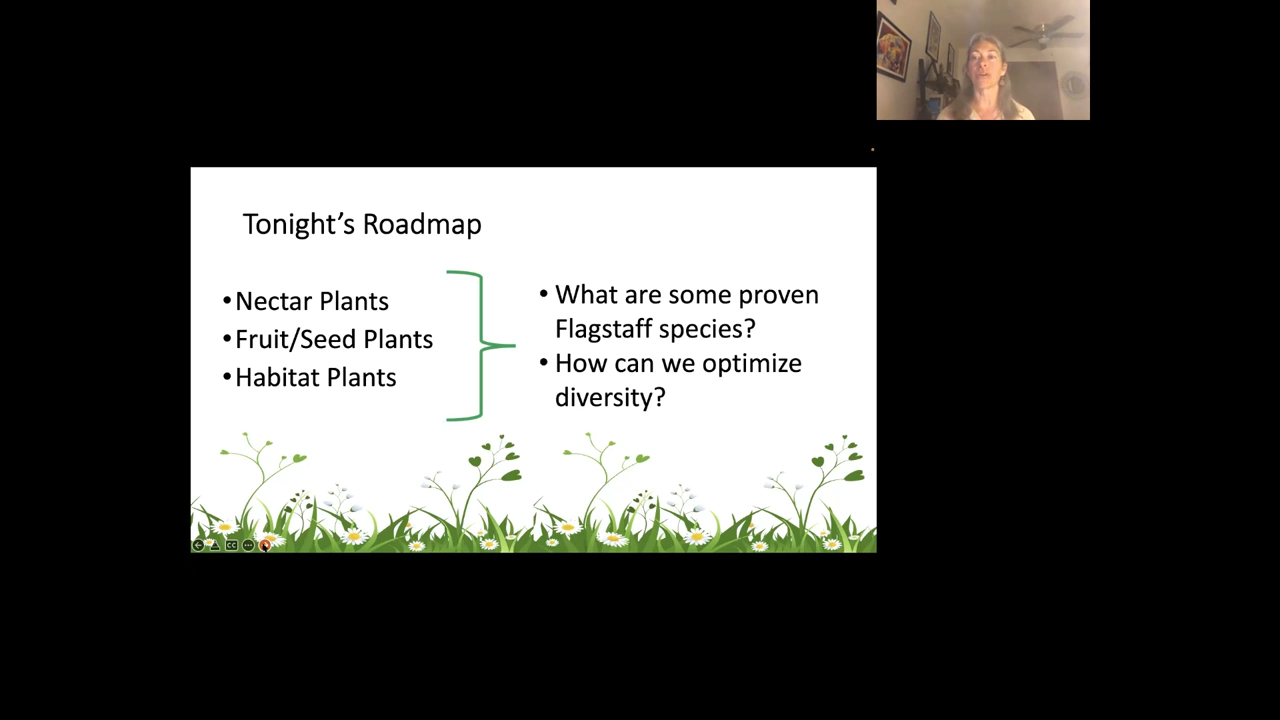 Tonight’s Roadmap
•Nectar Plants
•Fruit/Seed Plants
•Habitat Plants
• What are some proven
Flagstaff species?
• How can we optimize
diversity?
CC